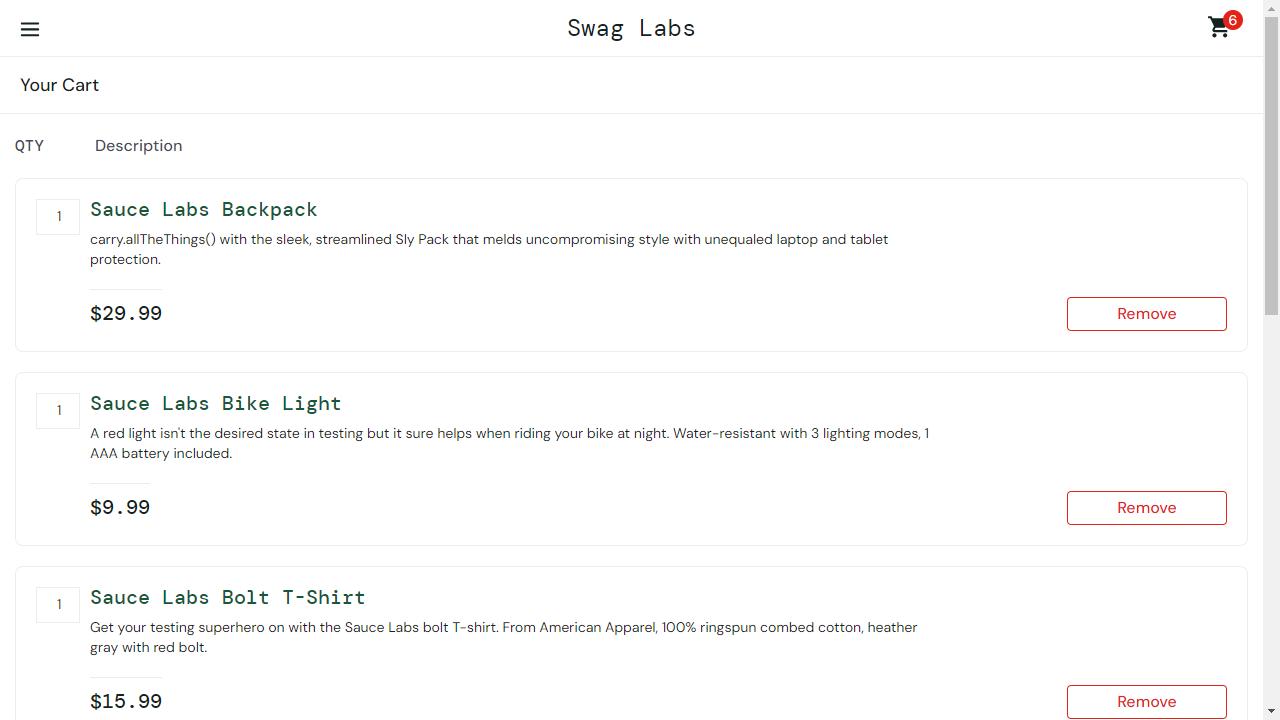 Swag Labs
6
Your Cart
QTY Description
1
Sauce Labs Backpack
carry.allTheThings() with the sleek, streamlined Sly Pack that melds uncompromising style with unequaled laptop and tablet
protection.
$29.99
Remove
1
Sauce Labs Bike Light
A red light isn't the desired state in testing but it sure helps when riding your bike at night. Water-resistant with 3 lighting modes, 1
AAA battery included.
$9.99
Remove
1
Sauce Labs Bolt T-Shirt
Get your testing superhero on with the Sauce Labs bolt T-shirt. From American Apparel, 100% ringspun combed cotton, heather
gray with red bolt.
$15.99
Remove